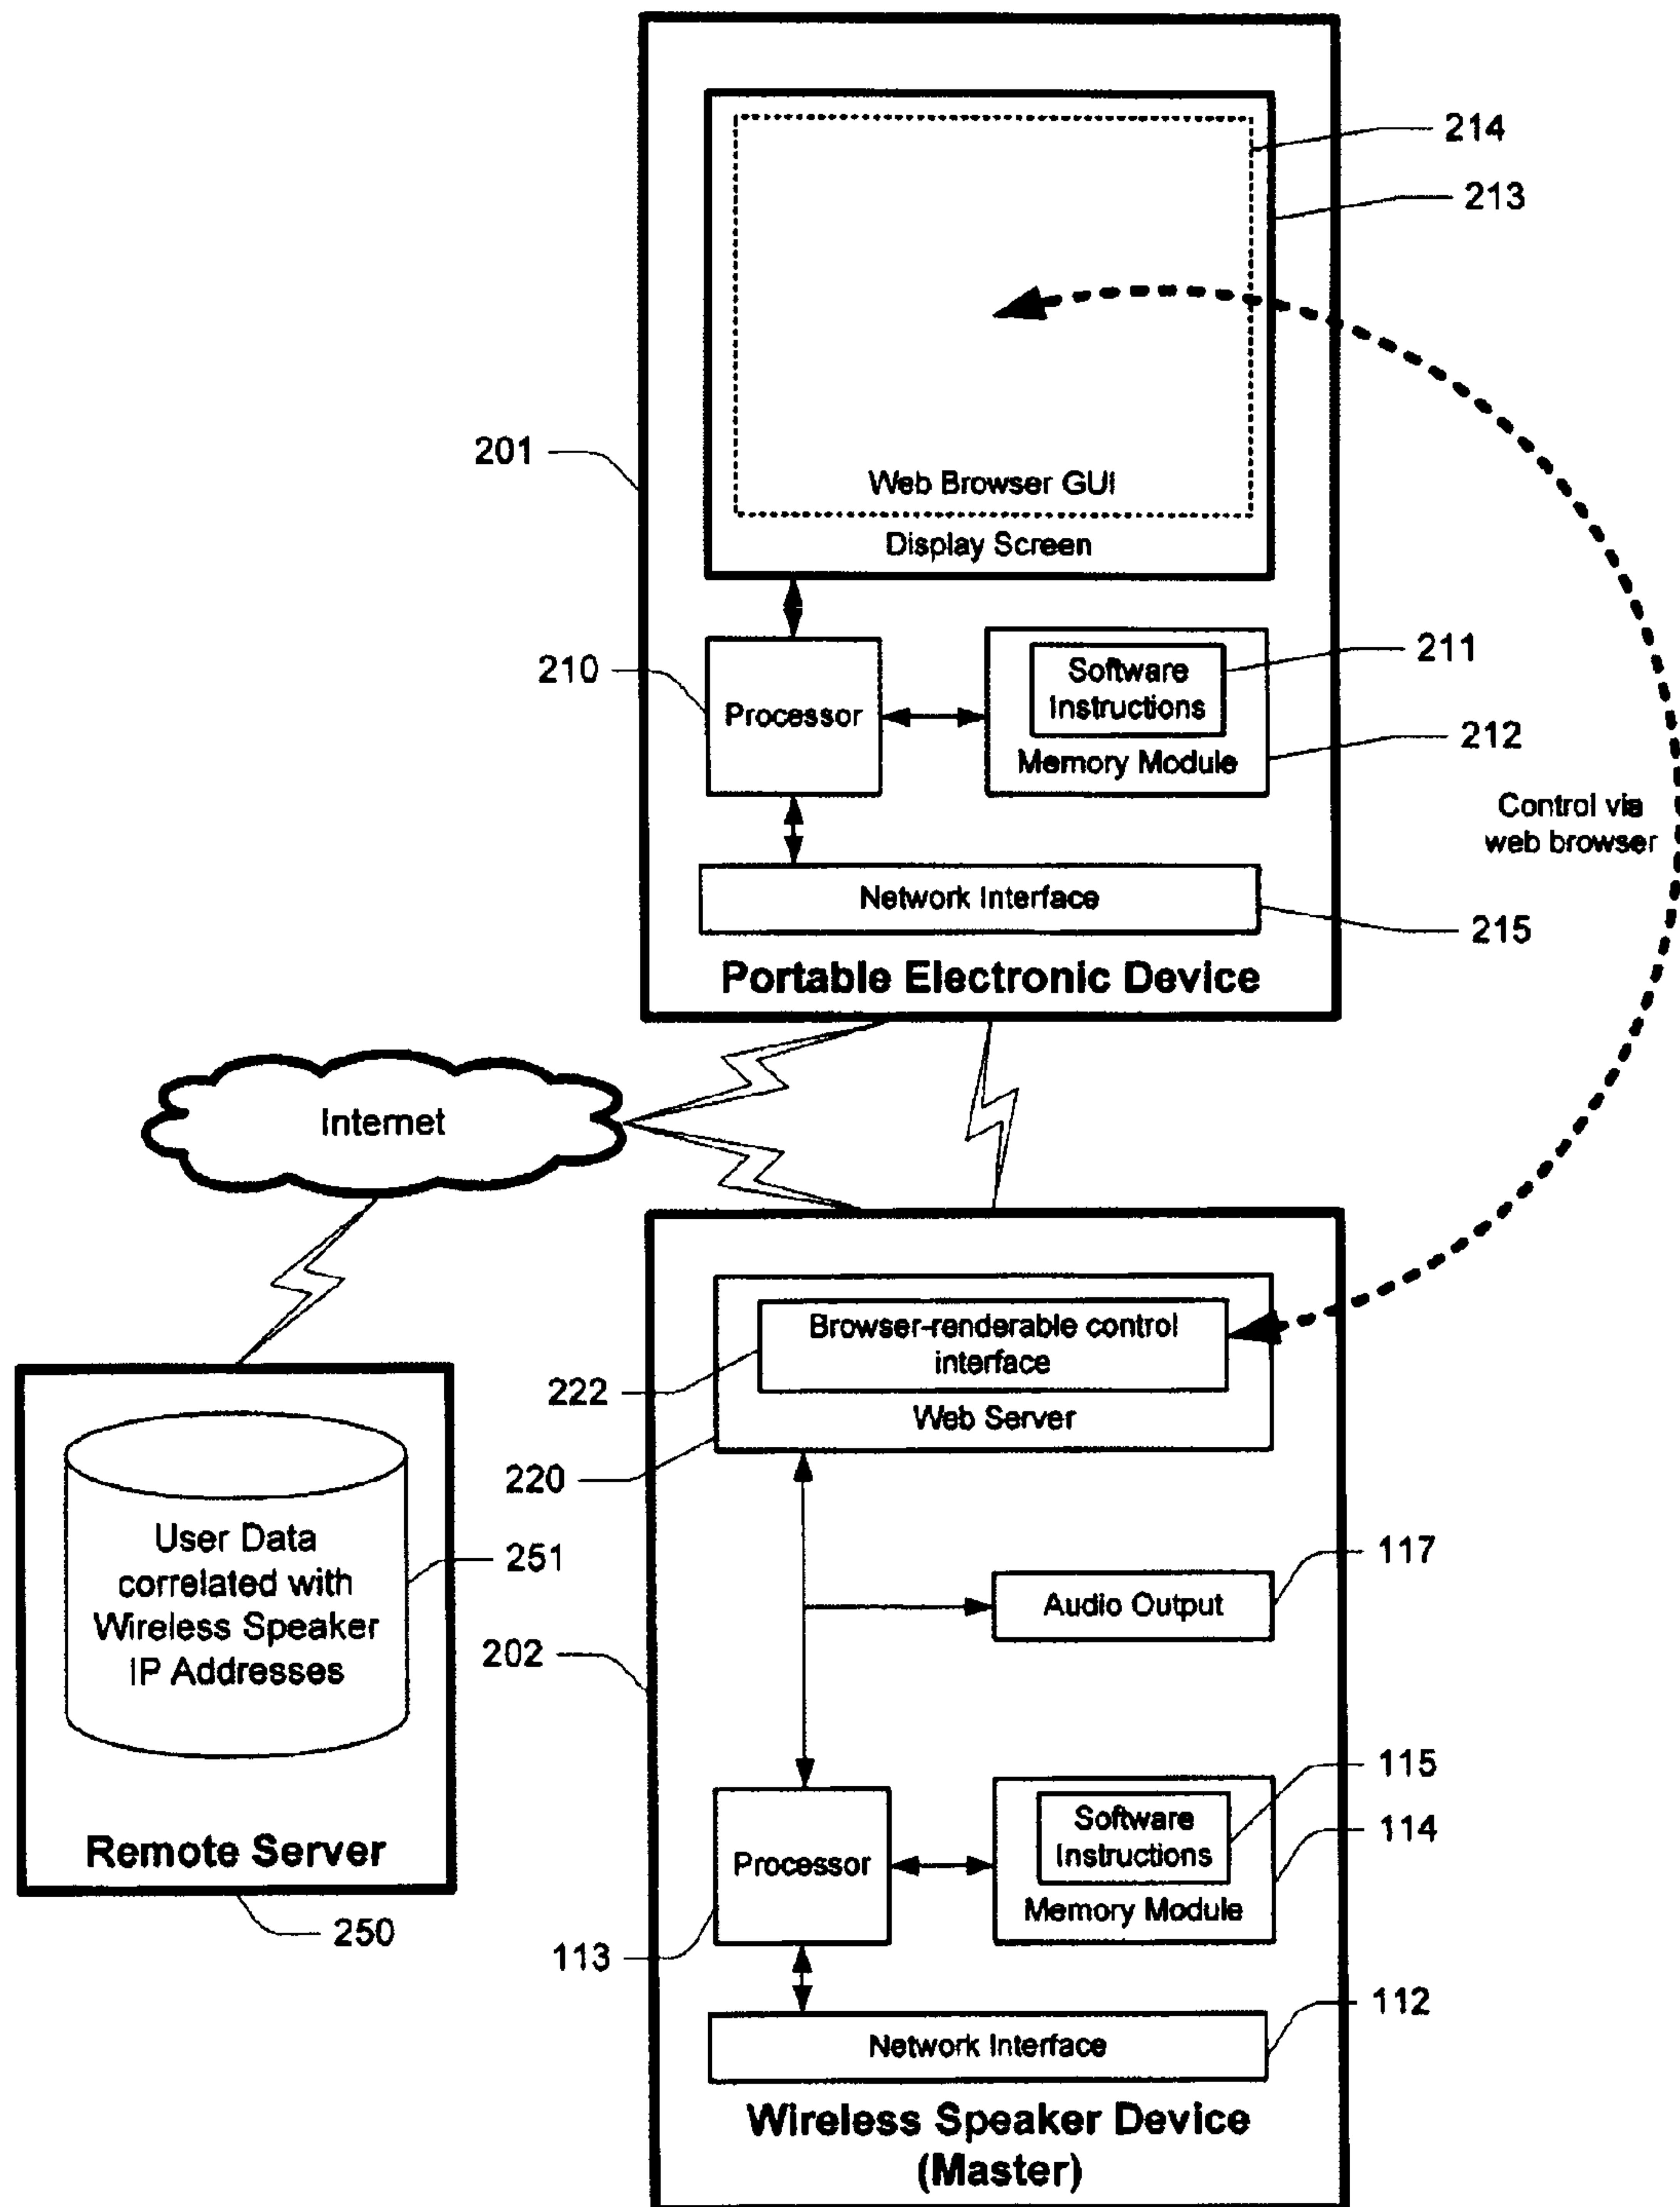 214
213
201
Web Browser GUI
Display Screen
210
Processor
Software
Instructions
211
Memory Module
212
Control via
web browser
Network Interface
215
Portable Electronic Device
Internet
Browser-renderable control
interface
222
Web Server
220
User Data
correlated with
Wireless Speaker
IP Addresses
251
117
Audio Output
202
115
Software
Instructions
114
Remote Server
Processor
Memory Module
250
113
112
Network Interface
Wireless Speaker Device
(Master)